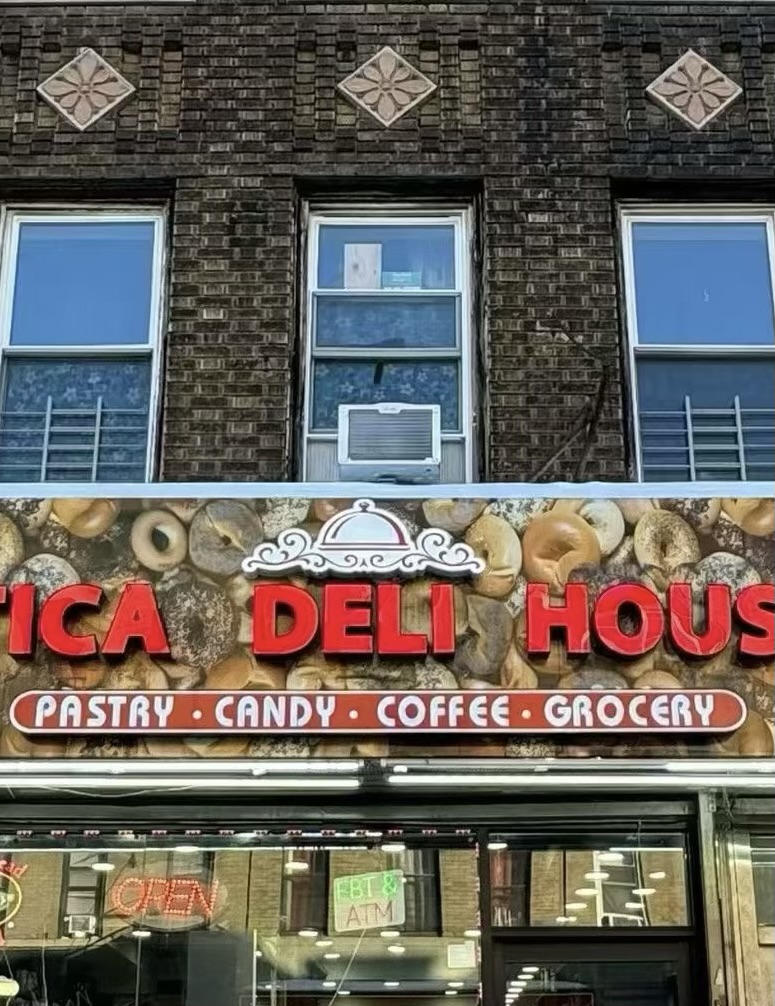 TICA DELI HOUS
PASTRY · CANDY · COFFEE · GROCERY
OPEN
EBT &
ATM